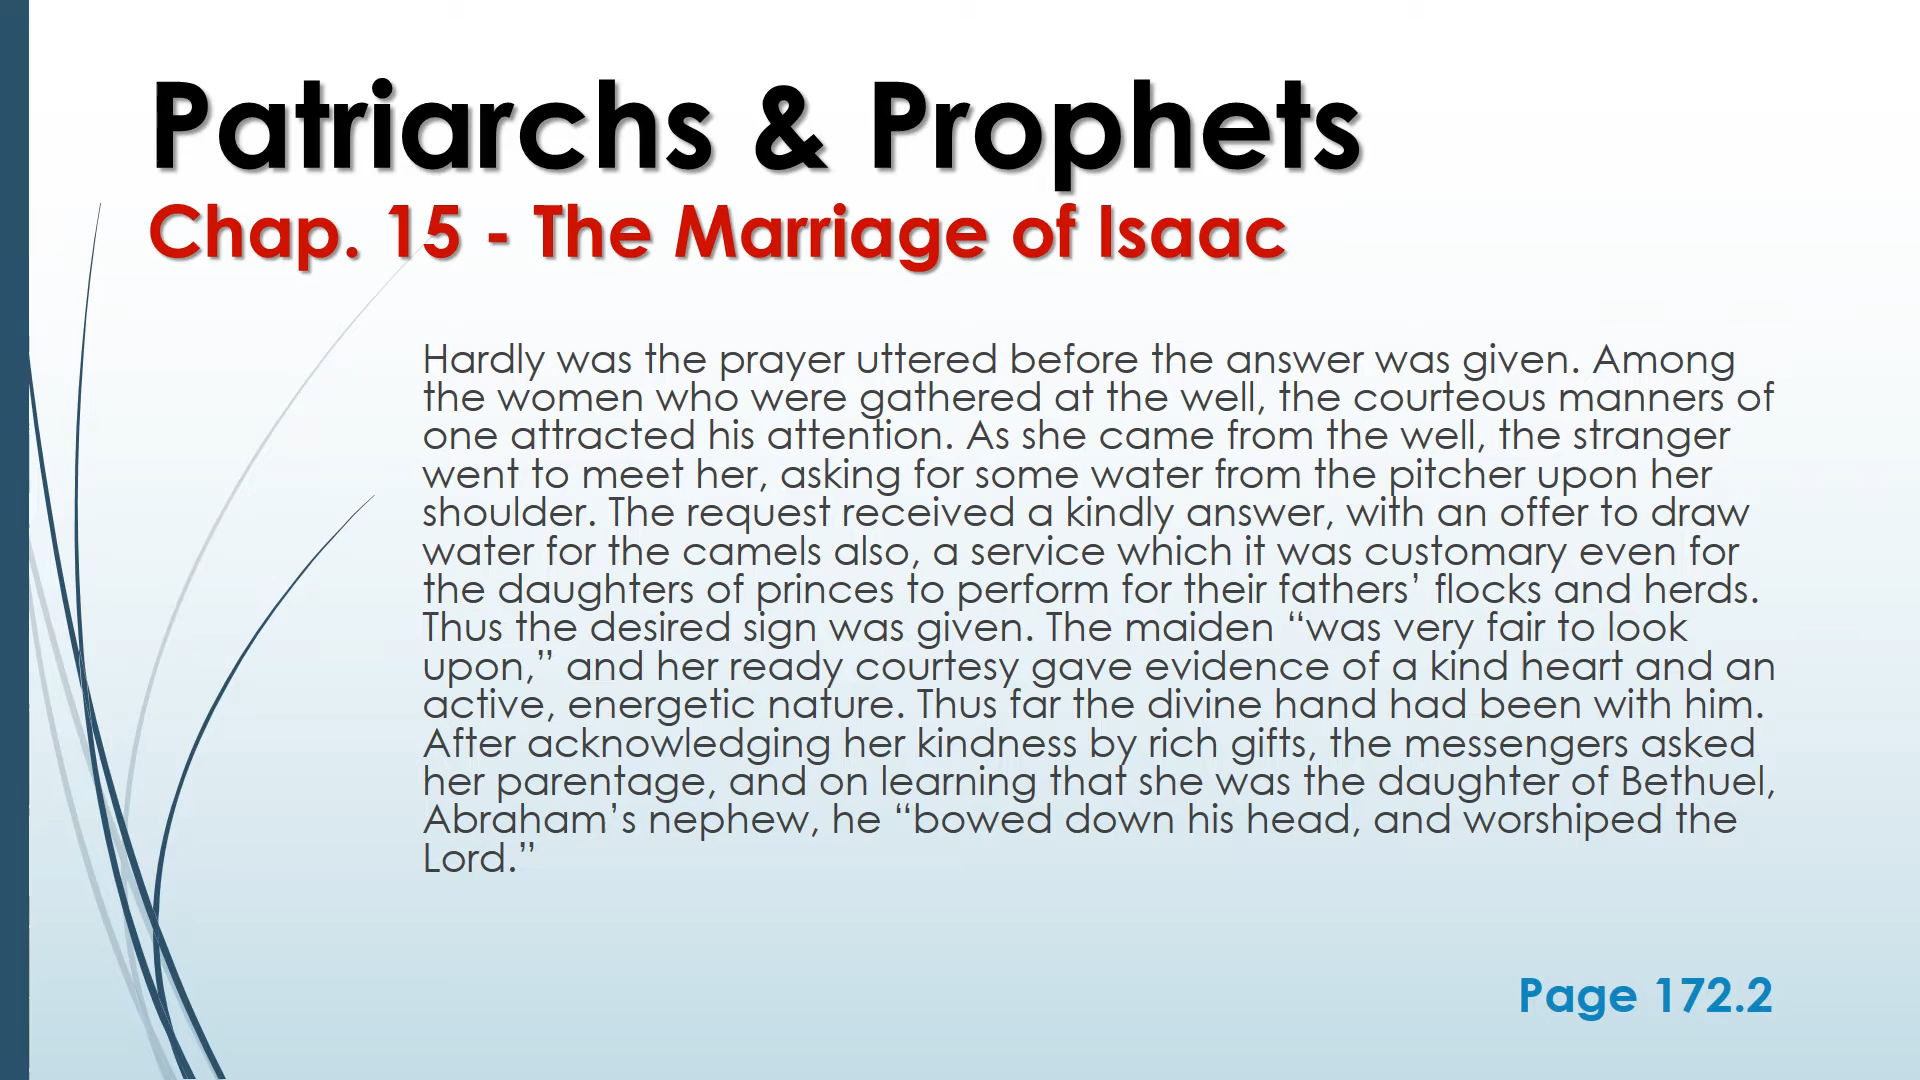 Patriarchs & Prophets
Chap. 15 - The Marriage of Isaac
Hardly was the prayer uttered before the answer was given. Among
the women who were gathered at the well, the courteous manners of
one attracted his attention. As she came from the well, the stranger
went to meet her, asking for some water from the pitcher upon her
shoulder. The request received a kindly answer, with an offer to draw
water for the camels also, a service which it was customary even for
the daughters of princes to perform for their fathers’ flocks and herds.
Thus the desired sign was given. The maiden “was very fair to look
upon,” and her ready courtesy gave evidence of a kind heart and an
active, energetic nature. Thus far the divine hand had been with him.
After acknowledging her kindness by rich gifts, the messengers asked
her parentage, and on learning that she was the daughter of Bethuel,
Abraham’s nephew, he “bowed down his head, and worshiped the
Lord.”
Page 172.2